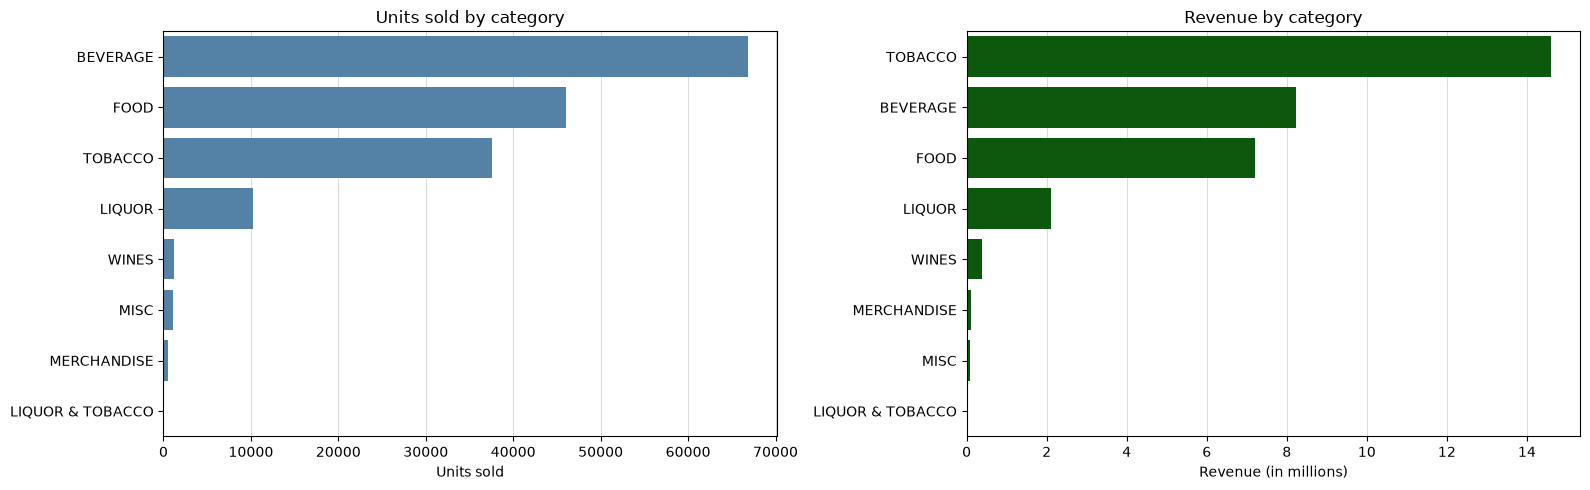 Units sold by category
BEVERAGE
FOOD
TOBACCO
LIQUOR
WINES
MISC
MERCHANDISE
LIQUOR & TOBACCO
0 10000 20000 30000 40000 50000 60000 70000
Units sold
Revenue by category
TOBACCO
BEVERAGE
FOOD
LIQUOR
WINES
MERCHANDISE
MISC
LIQUOR & TOBACCO
0 2 4 6 8 10 12 14
Revenue (in millions)